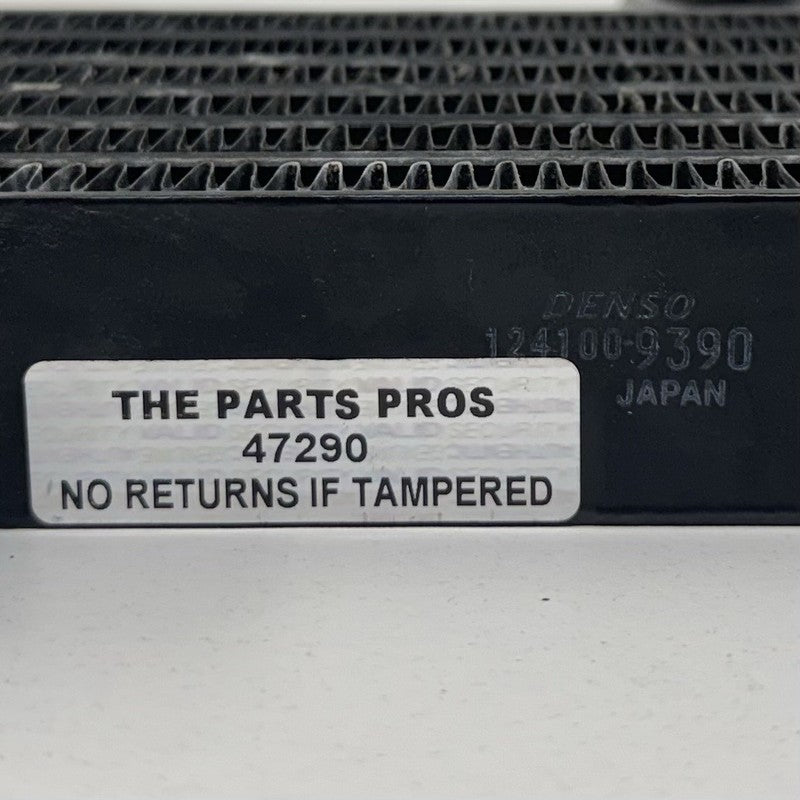 DENSO
124100-9390
JAPAN
THE PARTS PROS
47290
NO RETURNS IF TAMPERED